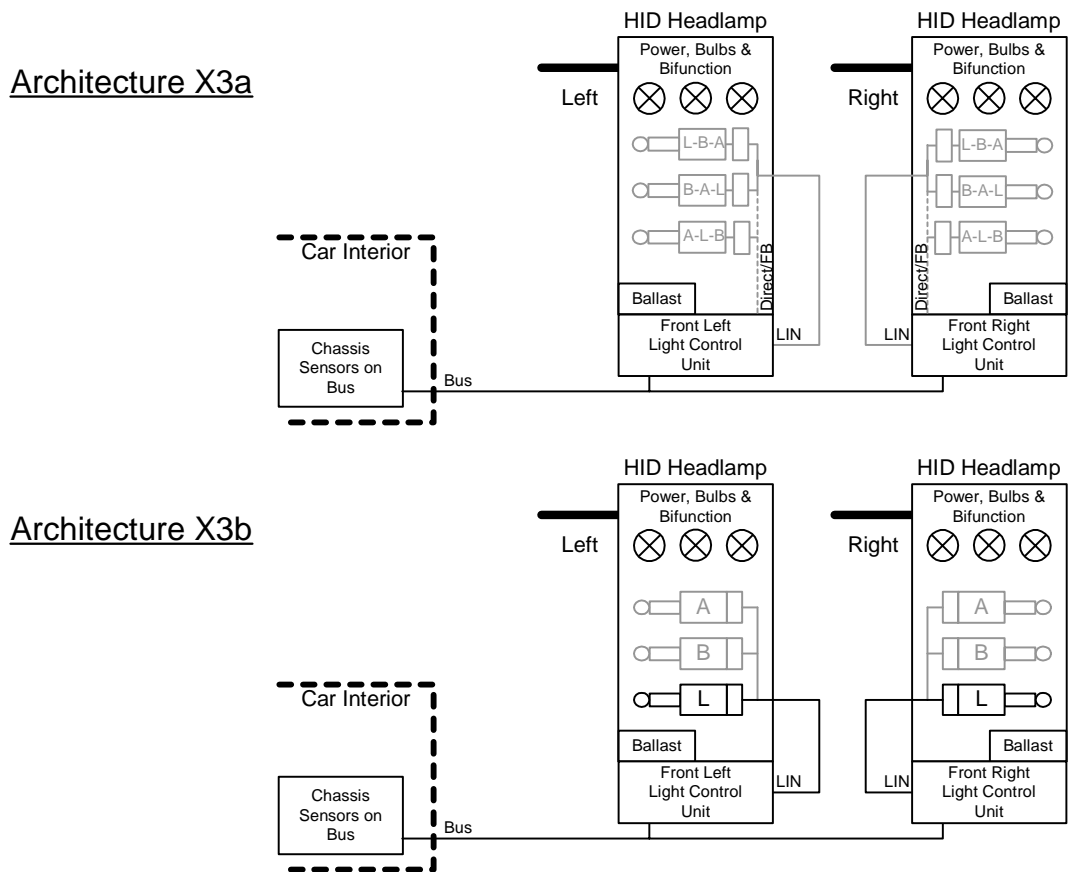 Architecture X3a
HID Headlamp
HID Headlamp
Power, Bulbs &
Bifunction
Power, Bulbs &
Bifunction
Left
Right
L-B-A
B-A-L
A-L-B
Direct/FB
L-B-A
B-A-L
A-L-B
Direct/FB
Car Interior
Ballast
Ballast
Front Left
Light Control
Unit
LIN
LIN
Front Right
Light Control
Unit
Chassis
Sensors on
Bus
Bus
Architecture X3b
HID Headlamp
HID Headlamp
Power, Bulbs &
Bifunction
Power, Bulbs &
Bifunction
Left
Right
A
B
L
A
B
L
Car Interior
Ballast
Ballast
Front Left
Light Control
Unit
LIN
LIN
Front Right
Light Control
Unit
Chassis
Sensors on
Bus
Bus